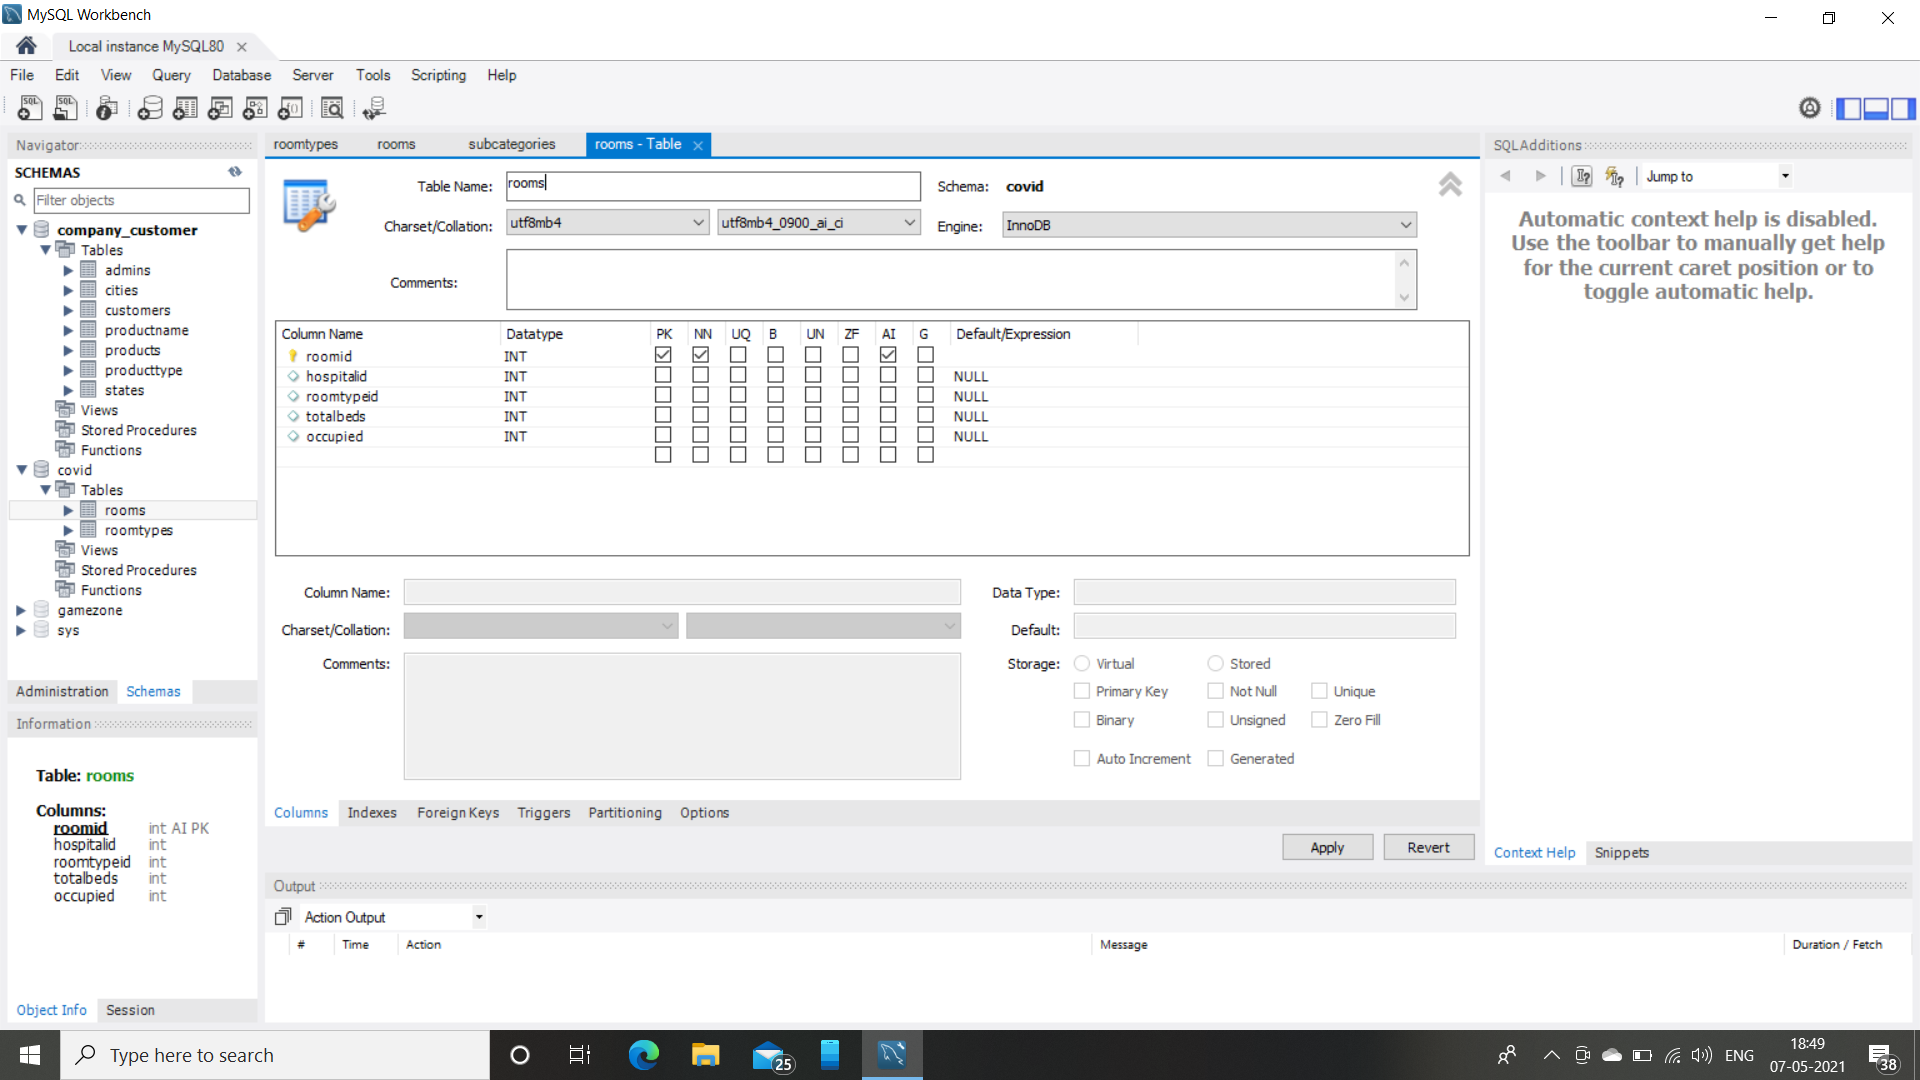 MySQL Workbench
Local instance MySQL80
File Edit View Query Database Server Tools Scripting Help
Navigator
SCHEMAS
Filter objects
company_customer
Tables
admins
cities
customers
productname
products
producttype
states
Views
Stored Procedures
Functions
covid
Tables
rooms
roomtypes
Views
Stored Procedures
Functions
gamezone
sys
Administration Schemas
Information
Table: rooms
Columns:
roomid int AI PK
hospitalid int
roomtypeid int
totalbeds int
occupied int
Object Info Session
roomtypes rooms subcategories rooms - Table
Table Name: rooms Schema: covid
Charset/Collation: utf8mb4 utf8mb4_0900_ai_ci Engine: InnoDB
Comments:
Column Name Datatype PK NN UQ B UN ZF AI G Default/Expression
roomid INT
hospitalid INT NULL
roomtypeid INT NULL
totalbeds INT NULL
occupied INT NULL
Column Name: Data Type:
Charset/Collation: Default:
Comments: Storage: Virtual Stored
Primary Key Not Null Unique
Binary Unsigned Zero Fill
Auto Increment Generated
Columns Indexes Foreign Keys Triggers Partitioning Options
Apply Revert
Output
Action Output
# Time Action Message Duration / Fetch
SQLAdditions
Jump to
Automatic context help is disabled.
Use the toolbar to manually get help
for the current caret position or to
toggle automatic help.
Context Help Snippets
Type here to search
25
ENG
18:49
07-05-2021
38